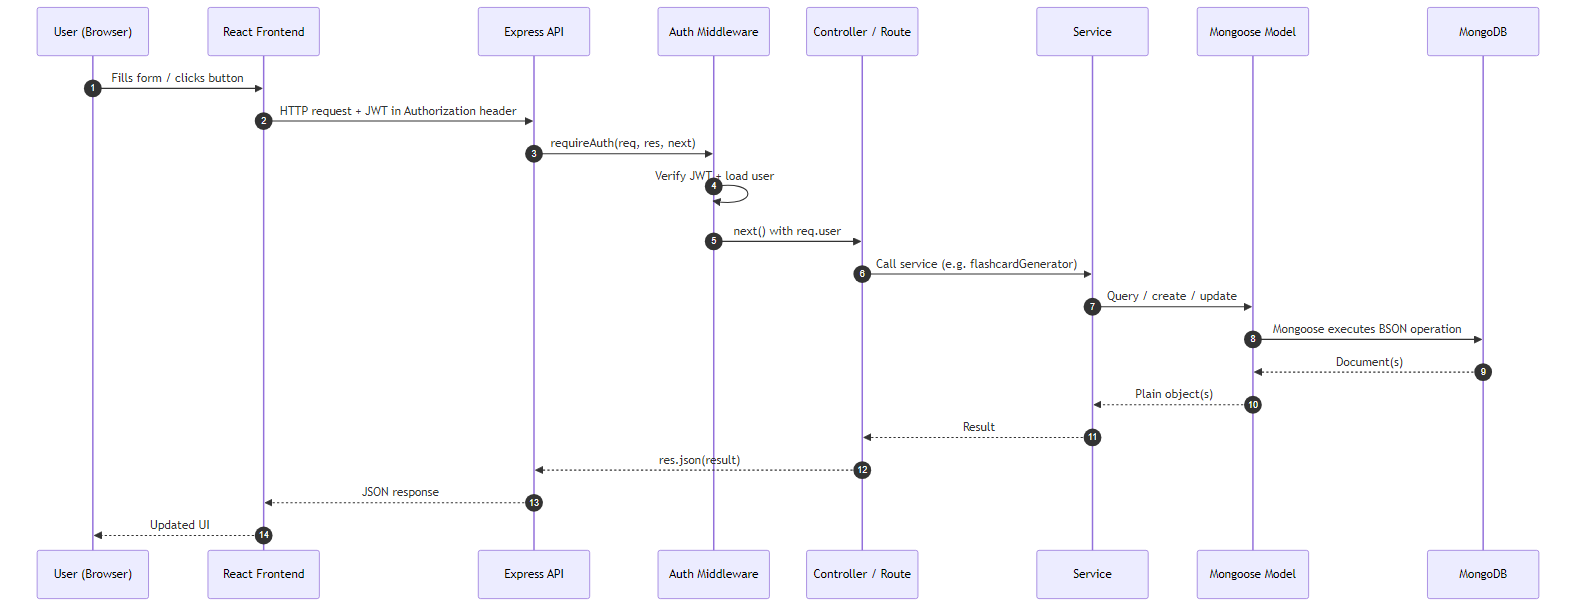 User (Browser)
React Frontend
Express API
Auth Middleware
Controller / Route
Service
Mongoose Model
MongoDB
Fills form / clicks button
1
HTTP request + JWT in Authorization header
2
requireAuth(req, res, next)
3
Verify JWT + load user
4
next() with req.user
5
Call service (e.g. flashcardGenerator)
6
Query / create / update
7
Mongoose executes BSON operation
8
Document(s)
9
Plain object(s)
10
Result
11
res.json(result)
12
JSON response
13
Updated UI
14
User (Browser)
React Frontend
Express API
Auth Middleware
Controller / Route
Service
Mongoose Model
MongoDB